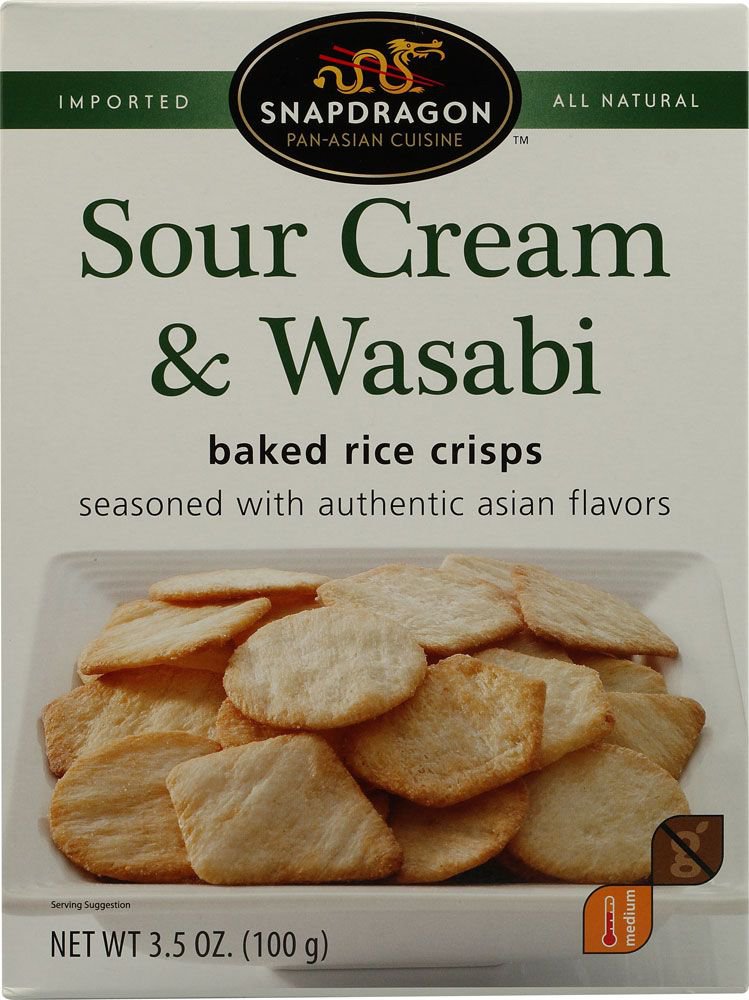 IMPORTED
SNAPDRAGON
PAN-ASIAN CUISINE
TM
ALL NATURAL
Sour Cream
& Wasabi
baked rice crisps
seasoned with authentic asian flavors
g
medium
Serving Suggestion
NET WT 3.5 OZ. (100 g)